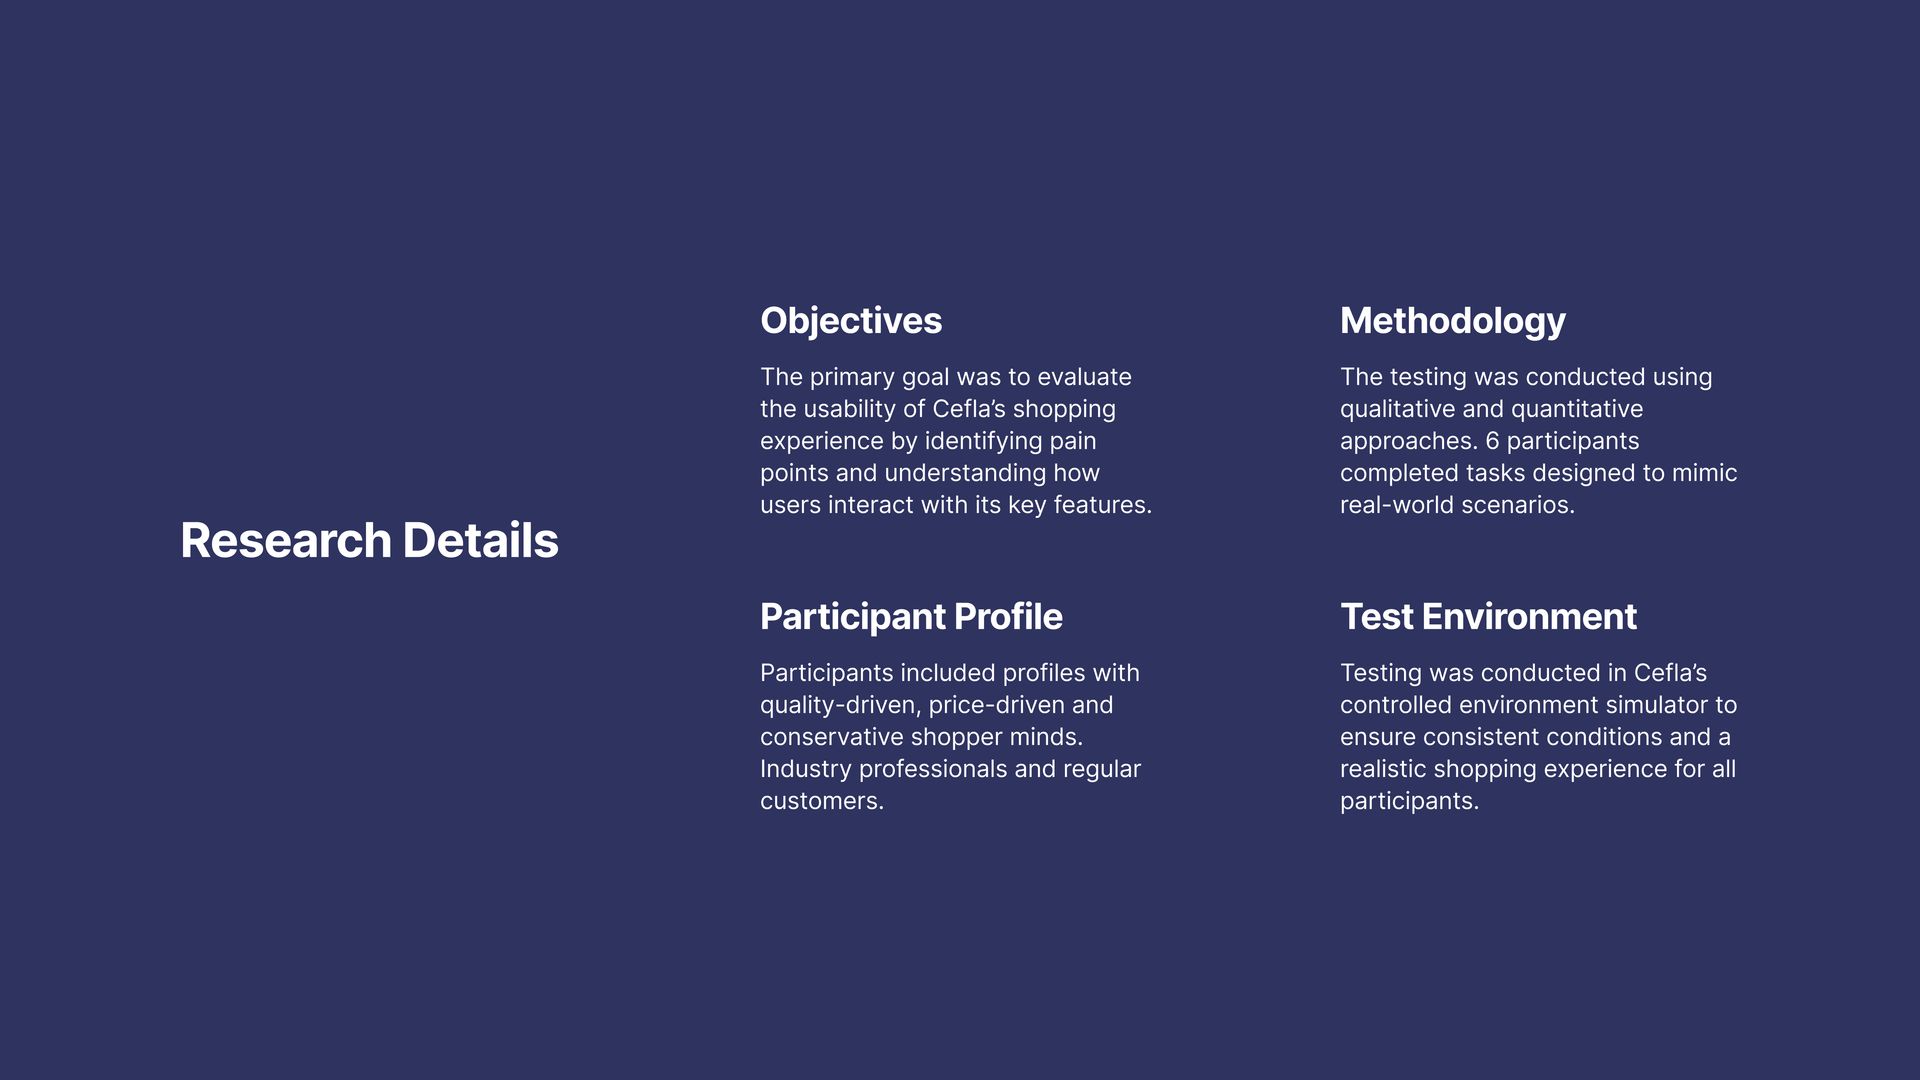 Research Details
Objectives
The primary goal was to evaluate
the usability of Cefla’s shopping
experience by identifying pain
points and understanding how
users interact with its key features.
Methodology
The testing was conducted using
qualitative and quantitative
approaches. 6 participants
completed tasks designed to mimic
real-world scenarios.
Participant Profile
Participants included profiles with
quality-driven, price-driven and
conservative shopper minds.
Industry professionals and regular
customers.
Test Environment
Testing was conducted in Cefla’s
controlled environment simulator to
ensure consistent conditions and a
realistic shopping experience for all
participants.